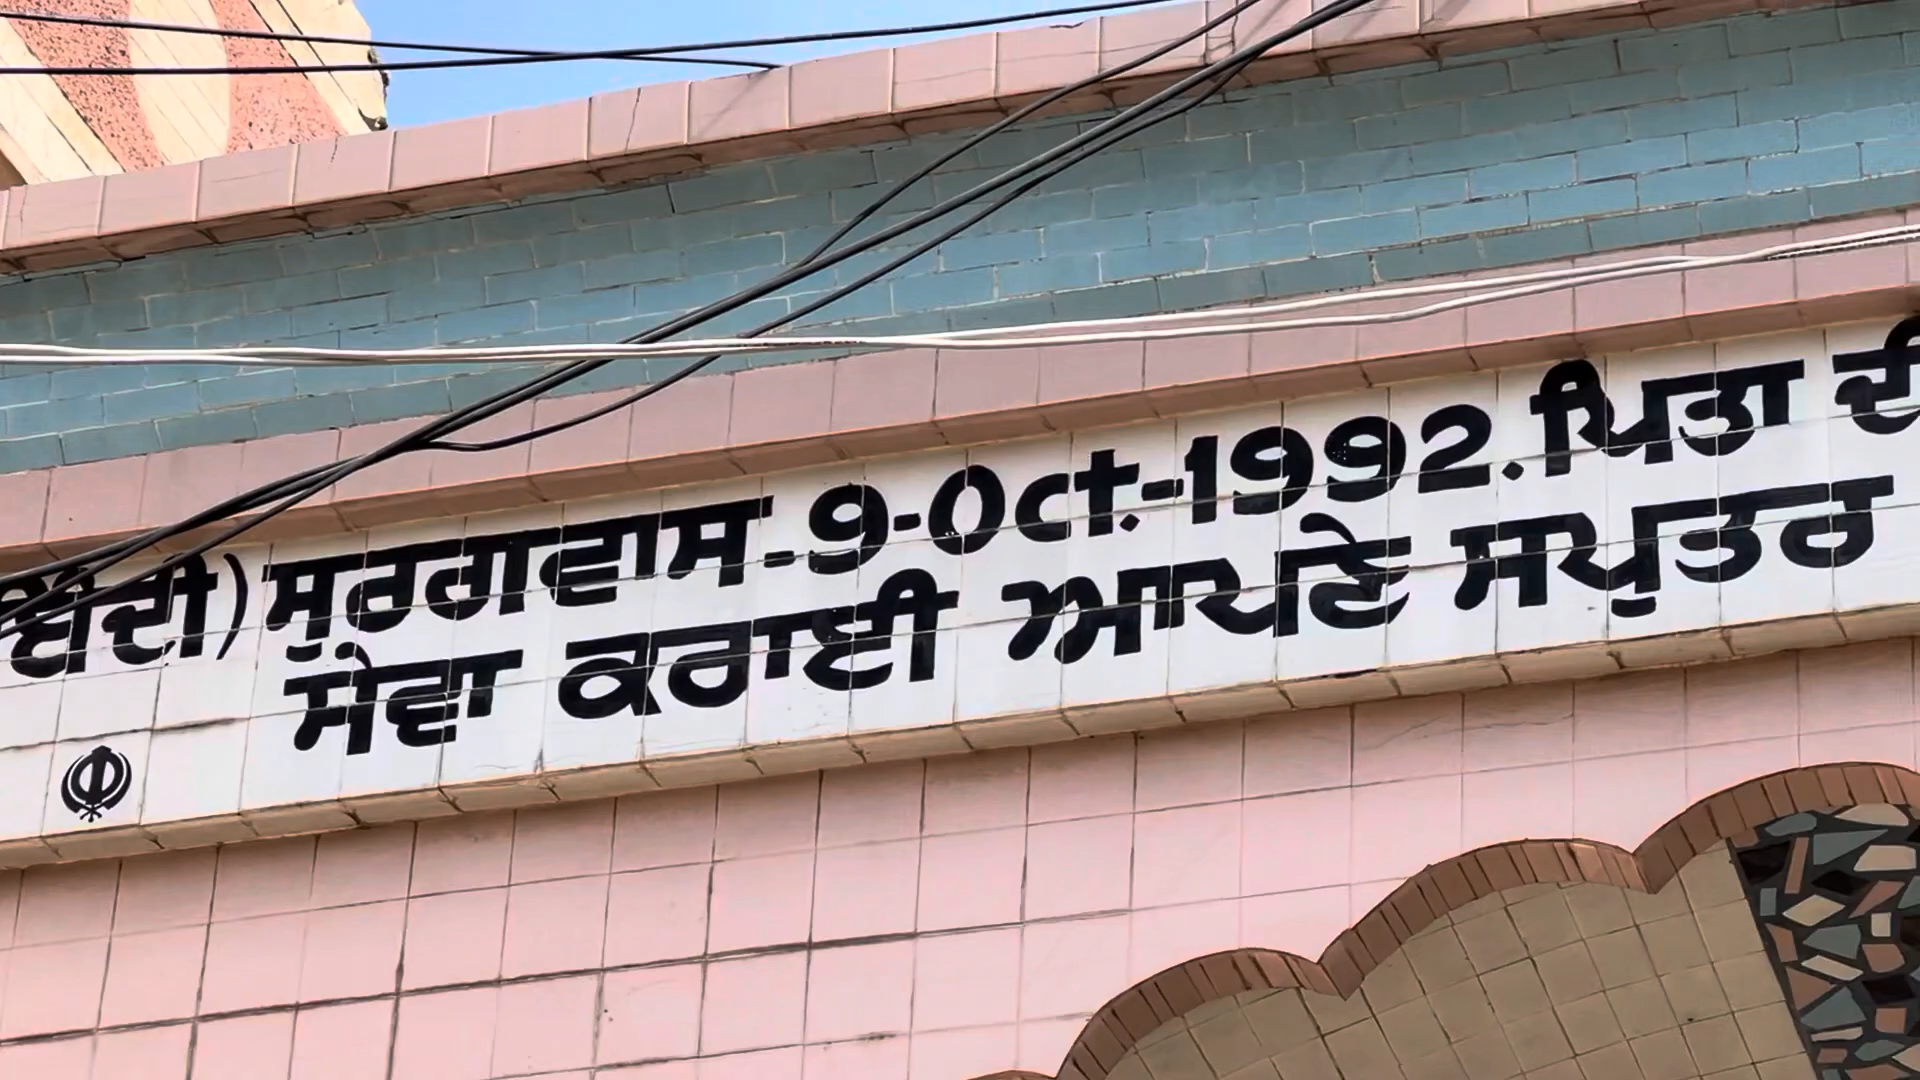 ਬੇਦੀ) ਸੁਰਗਵਾਸ-9-Oct.-1992. ਪਿਤਾ ਦੀ
ਸੇਵਾ ਕਰਾਈ ਆਪਣੇ ਸਪੁਤਰ